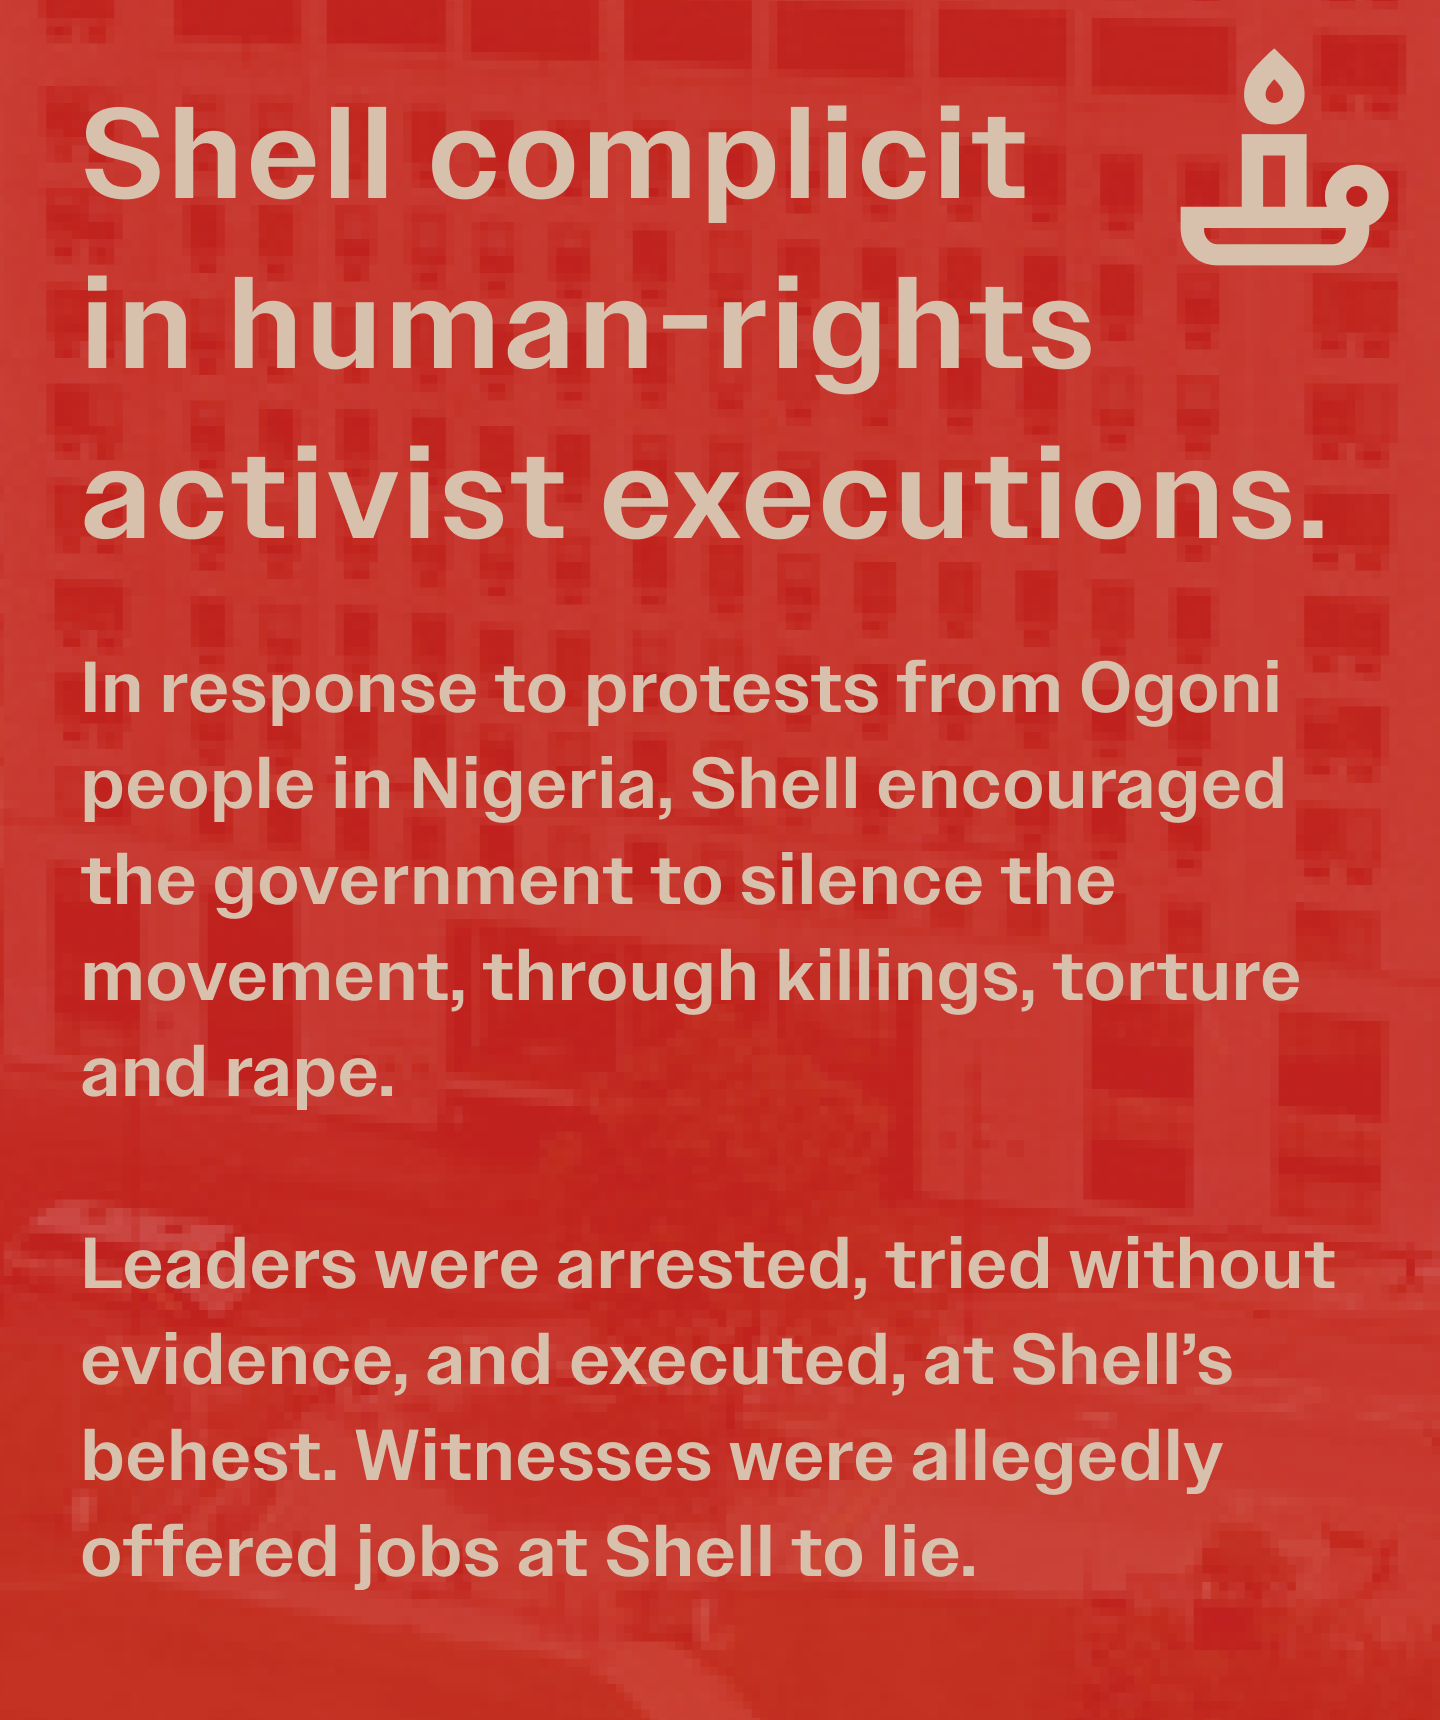 Shell complicit
in human-rights
activist executions.
In response to protests from Ogoni
people in Nigeria, Shell encouraged
the government to silence the
movement, through killings, torture
and rape.
Leaders were arrested, tried without
evidence, and executed, at Shell’s
behest. Witnesses were allegedly
offered jobs at Shell to lie.